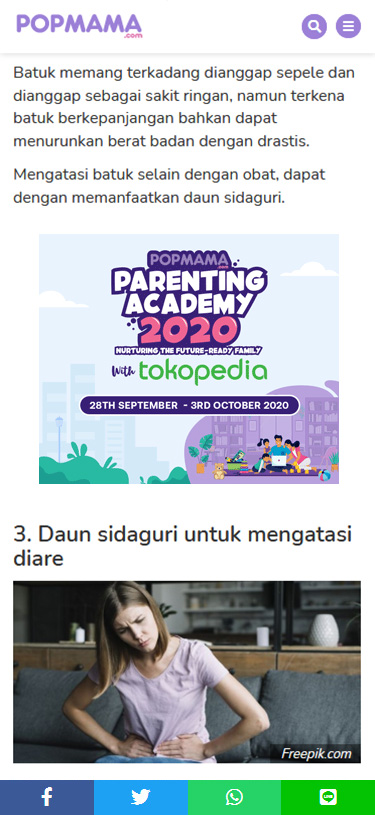 POPMAMA
.com
Batuk memang terkadang dianggap sepele dan
dianggap sebagai sakit ringan, namun terkena
batuk berkepanjangan bahkan dapat
menurunkan berat badan dengan drastis.
Mengatasi batuk selain dengan obat, dapat
dengan memanfaatkan daun sidaguri.
POPMAMA
.com
PARENTING
ACADEMY
2020
NURTURING THE FUTURE-READY FAMILY
With tokopedia
28TH SEPTEMBER - 3RD OCTOBER 2020
3. Daun sidaguri untuk mengatasi
diare
Freepik.com
LINE